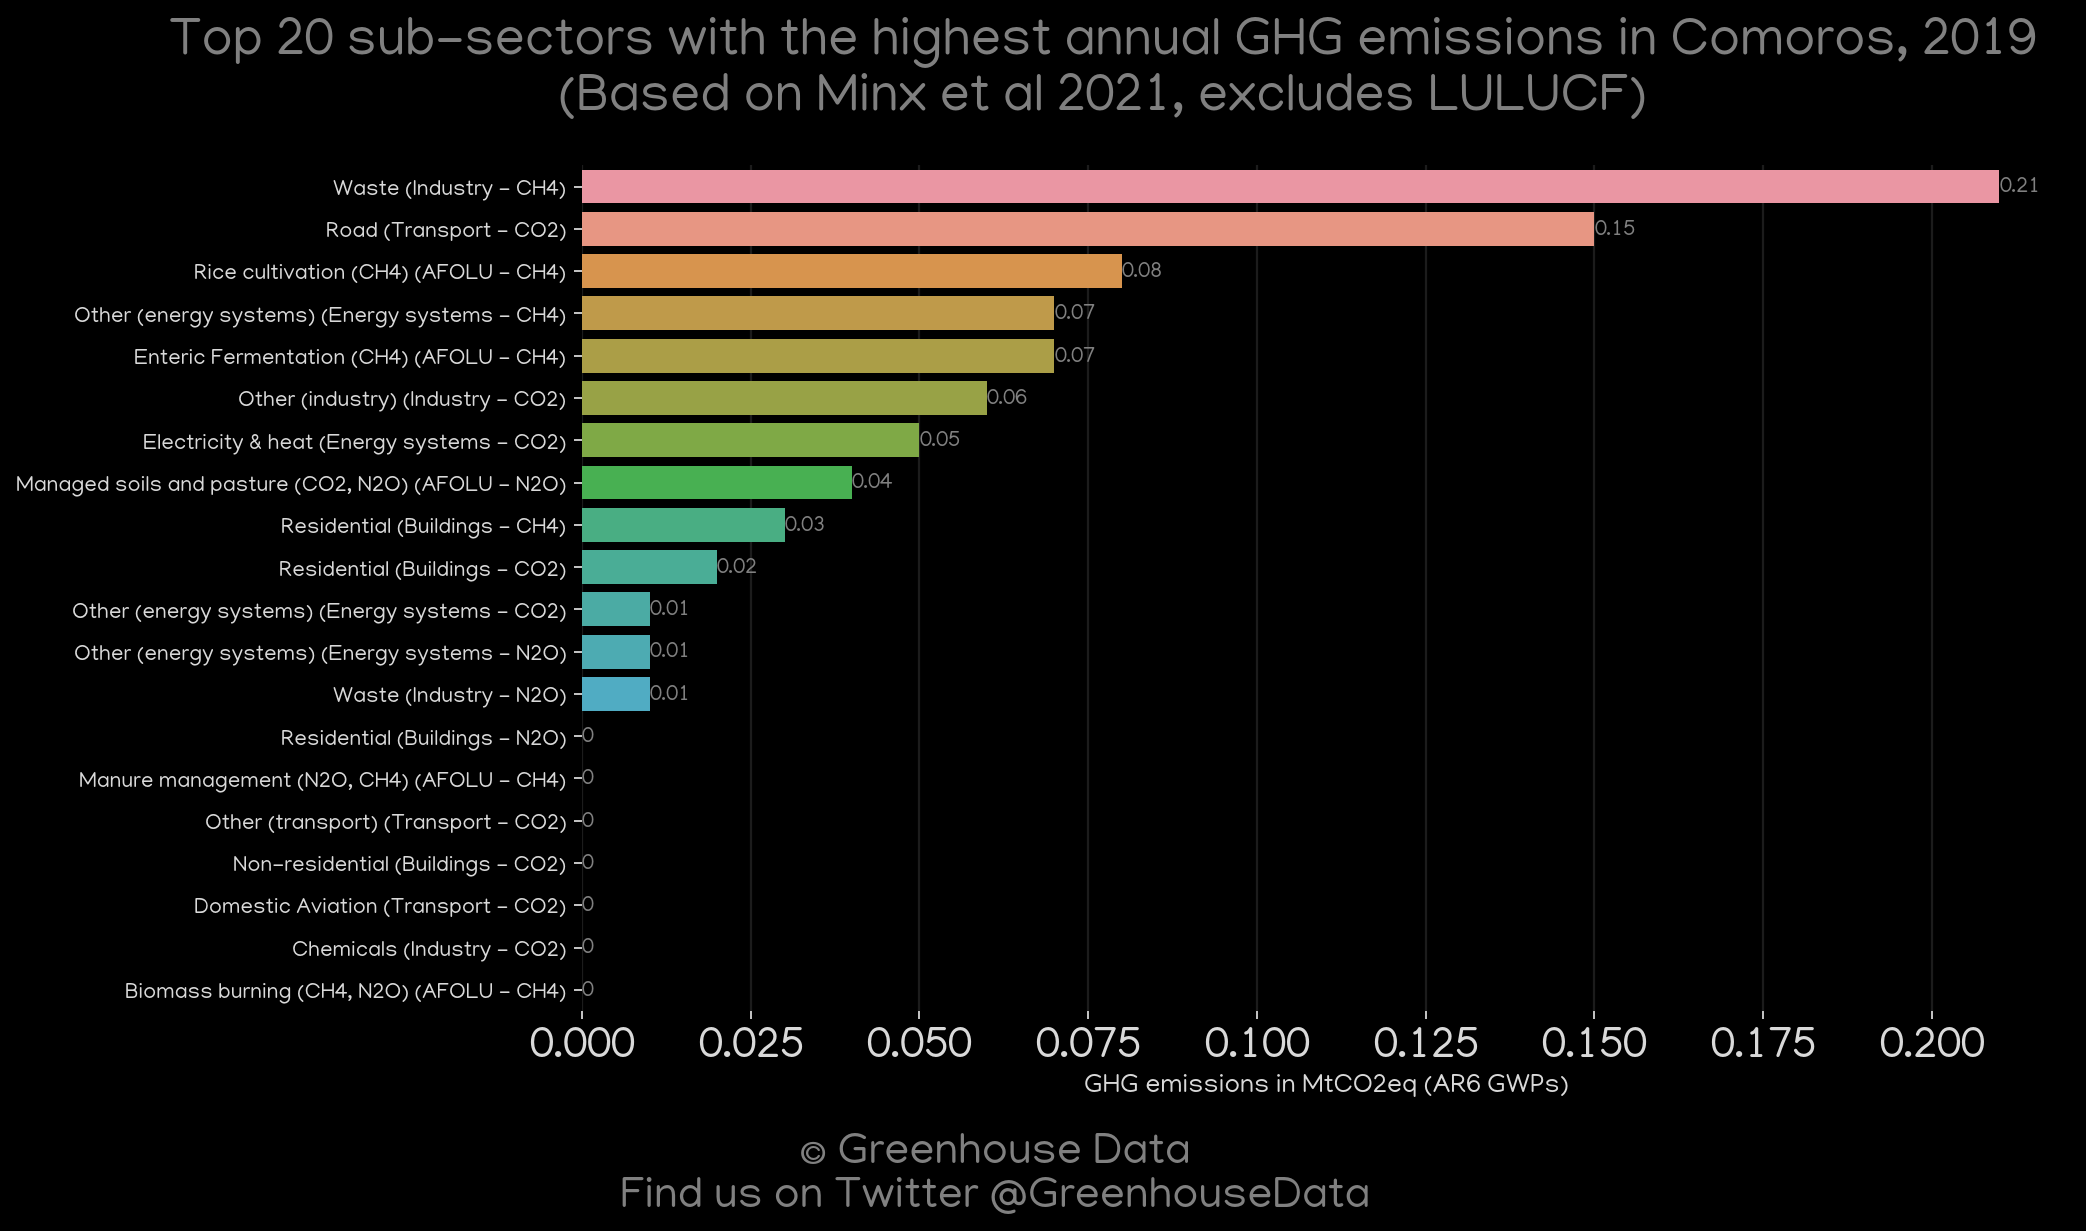 Top 20 sub-sectors with the highest annual GHG emissions in Comoros, 2019
(Based on Minx et al 2021, excludes LULUCF)
Waste (Industry - CH4) 0.21
Road (Transport - CO2) 0.15
Rice cultivation (CH4) (AFOLU - CH4) 0.08
Other (energy systems) (Energy systems - CH4) 0.07
Enteric Fermentation (CH4) (AFOLU - CH4) 0.07
Other (industry) (Industry - CO2) 0.06
Electricity & heat (Energy systems - CO2) 0.05
Managed soils and pasture (CO2, N2O) (AFOLU - N2O) 0.04
Residential (Buildings - CH4) 0.03
Residential (Buildings - CO2) 0.02
Other (energy systems) (Energy systems - CO2) 0.01
Other (energy systems) (Energy systems - N2O) 0.01
Waste (Industry - N2O) 0.01
Residential (Buildings - N2O) 0
Manure management (N2O, CH4) (AFOLU - CH4) 0
Other (transport) (Transport - CO2) 0
Non-residential (Buildings - CO2) 0
Domestic Aviation (Transport - CO2) 0
Chemicals (Industry - CO2) 0
Biomass burning (CH4, N2O) (AFOLU - CH4) 0
0.000 0.025 0.050 0.075 0.100 0.125 0.150 0.175 0.200
GHG emissions in MtCO2eq (AR6 GWPs)
© Greenhouse Data
Find us on Twitter @GreenhouseData